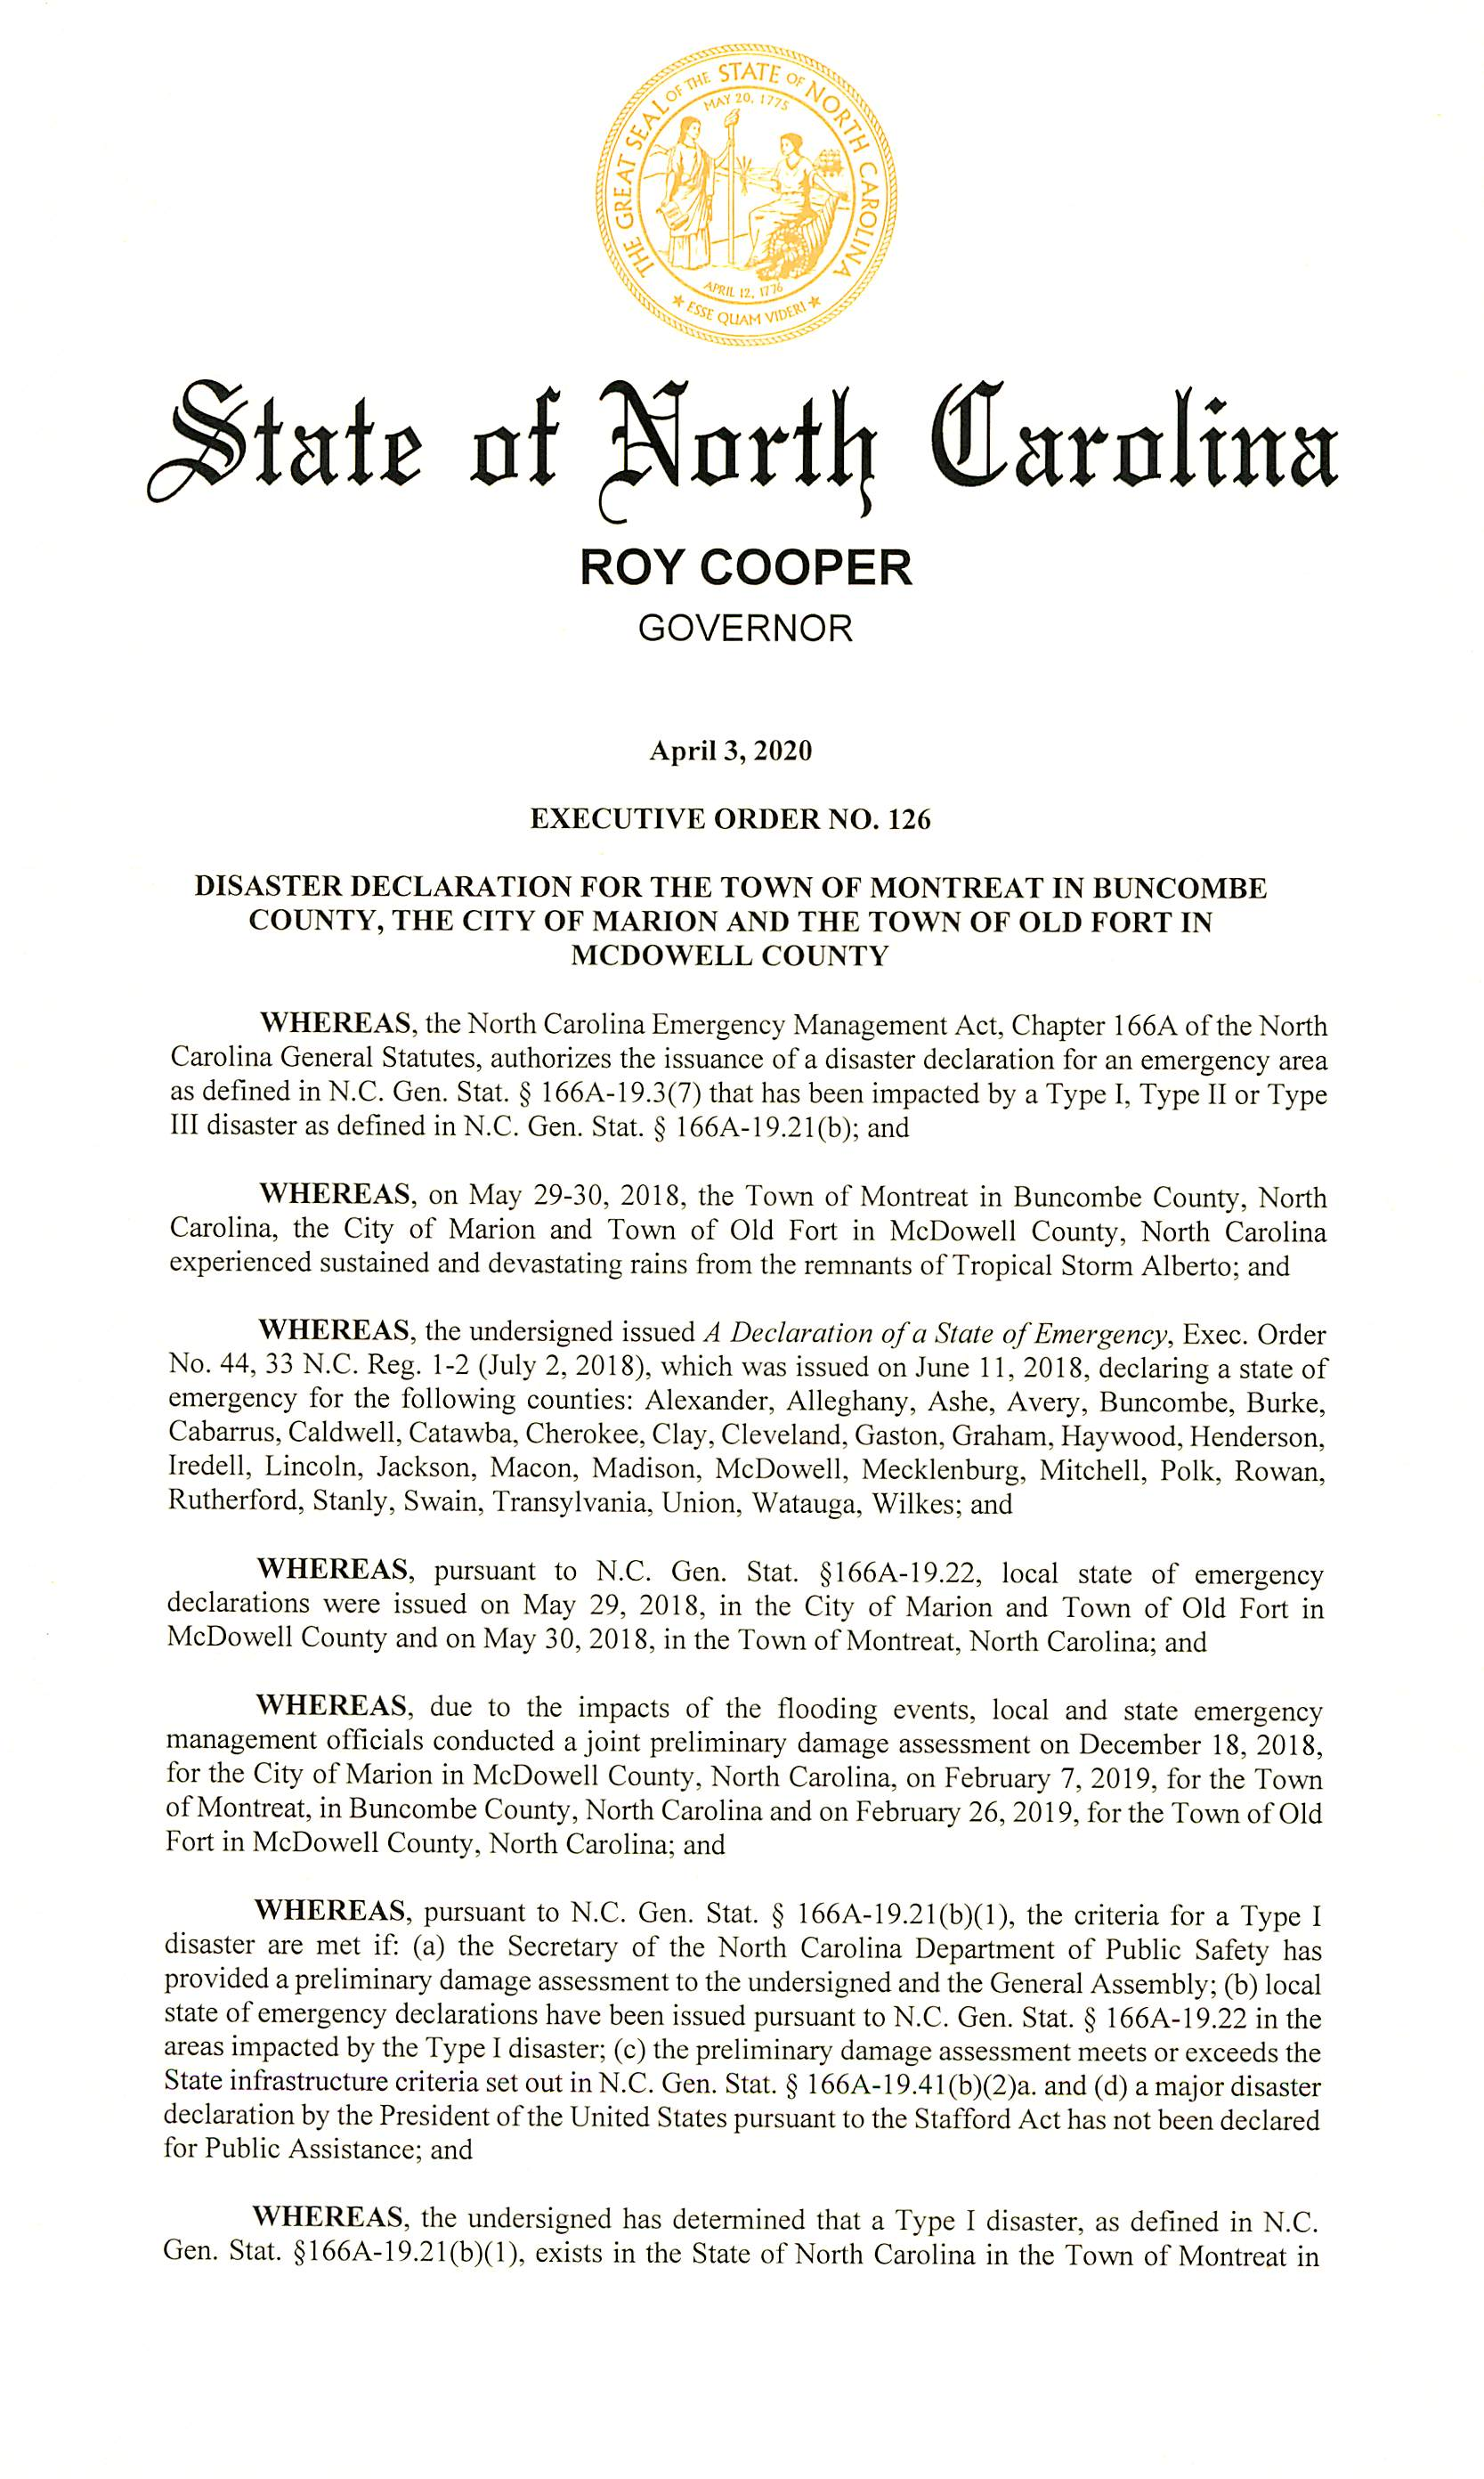 THE GREAT SEAL OF THE STATE OF NORTH CAROLINA
MAY 20, 1775
APRIL 12, 1776
★ ESSE QUAM VIDERI ★
State of North Carolina
ROY COOPER
GOVERNOR
April 3, 2020
EXECUTIVE ORDER NO. 126
DISASTER DECLARATION FOR THE TOWN OF MONTREAT IN BUNCOMBE
COUNTY, THE CITY OF MARION AND THE TOWN OF OLD FORT IN
MCDOWELL COUNTY
WHEREAS, the North Carolina Emergency Management Act, Chapter 166A of the North
Carolina General Statutes, authorizes the issuance of a disaster declaration for an emergency area
as defined in N.C. Gen. Stat. § 166A-19.3(7) that has been impacted by a Type I, Type II or Type
III disaster as defined in N.C. Gen. Stat. § 166A-19.21(b); and
WHEREAS, on May 29-30, 2018, the Town of Montreat in Buncombe County, North
Carolina, the City of Marion and Town of Old Fort in McDowell County, North Carolina
experienced sustained and devastating rains from the remnants of Tropical Storm Alberto; and
WHEREAS, the undersigned issued A Declaration of a State of Emergency, Exec. Order
No. 44, 33 N.C. Reg. 1-2 (July 2, 2018), which was issued on June 11, 2018, declaring a state of
emergency for the following counties: Alexander, Alleghany, Ashe, Avery, Buncombe, Burke,
Cabarrus, Caldwell, Catawba, Cherokee, Clay, Cleveland, Gaston, Graham, Haywood, Henderson,
Iredell, Lincoln, Jackson, Macon, Madison, McDowell, Mecklenburg, Mitchell, Polk, Rowan,
Rutherford, Stanly, Swain, Transylvania, Union, Watauga, Wilkes; and
WHEREAS, pursuant to N.C. Gen. Stat. §166A-19.22, local state of emergency
declarations were issued on May 29, 2018, in the City of Marion and Town of Old Fort in
McDowell County and on May 30, 2018, in the Town of Montreat, North Carolina; and
WHEREAS, due to the impacts of the flooding events, local and state emergency
management officials conducted a joint preliminary damage assessment on December 18, 2018,
for the City of Marion in McDowell County, North Carolina, on February 7, 2019, for the Town
of Montreat, in Buncombe County, North Carolina and on February 26, 2019, for the Town of Old
Fort in McDowell County, North Carolina; and
WHEREAS, pursuant to N.C. Gen. Stat. § 166A-19.21(b)(1), the criteria for a Type I
disaster are met if: (a) the Secretary of the North Carolina Department of Public Safety has
provided a preliminary damage assessment to the undersigned and the General Assembly; (b) local
state of emergency declarations have been issued pursuant to N.C. Gen. Stat. § 166A-19.22 in the
areas impacted by the Type I disaster; (c) the preliminary damage assessment meets or exceeds the
State infrastructure criteria set out in N.C. Gen. Stat. § 166A-19.41(b)(2)a. and (d) a major disaster
declaration by the President of the United States pursuant to the Stafford Act has not been declared
for Public Assistance; and
WHEREAS, the undersigned has determined that a Type I disaster, as defined in N.C.
Gen. Stat. §166A-19.21(b)(1), exists in the State of North Carolina in the Town of Montreat in